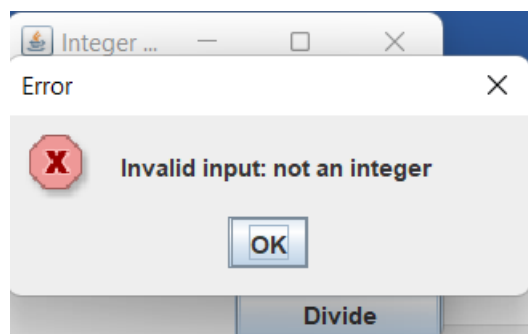 Integer ...
Error
Invalid input: not an integer
OK
Divide